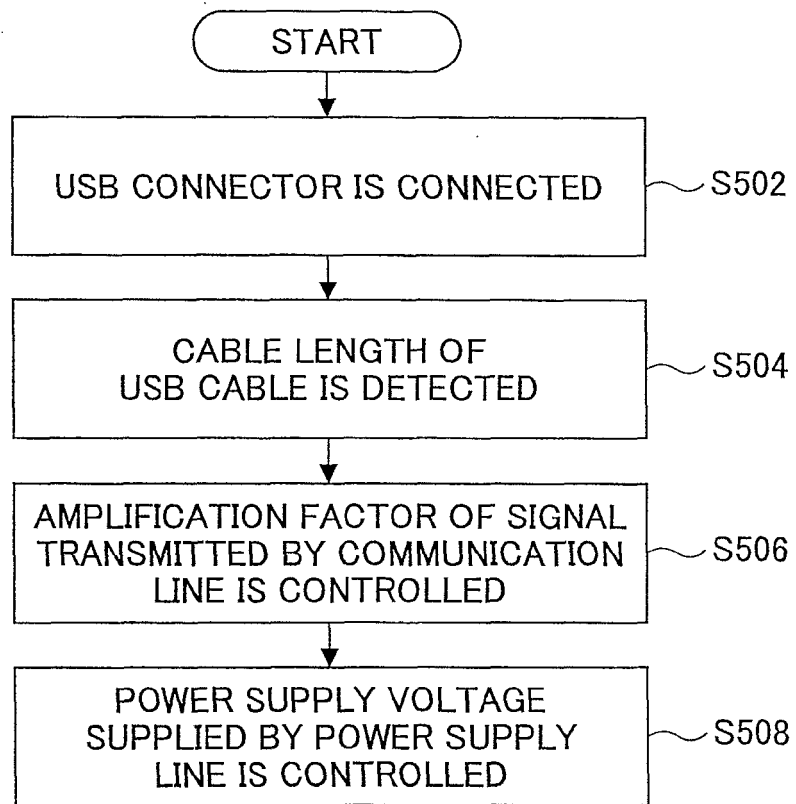 START
USB CONNECTOR IS CONNECTED
S502
CABLE LENGTH OF
USB CABLE IS DETECTED
S504
AMPLIFICATION FACTOR OF SIGNAL
TRANSMITTED BY COMMUNICATION
LINE IS CONTROLLED
S506
POWER SUPPLY VOLTAGE
SUPPLIED BY POWER SUPPLY
LINE IS CONTROLLED
S508